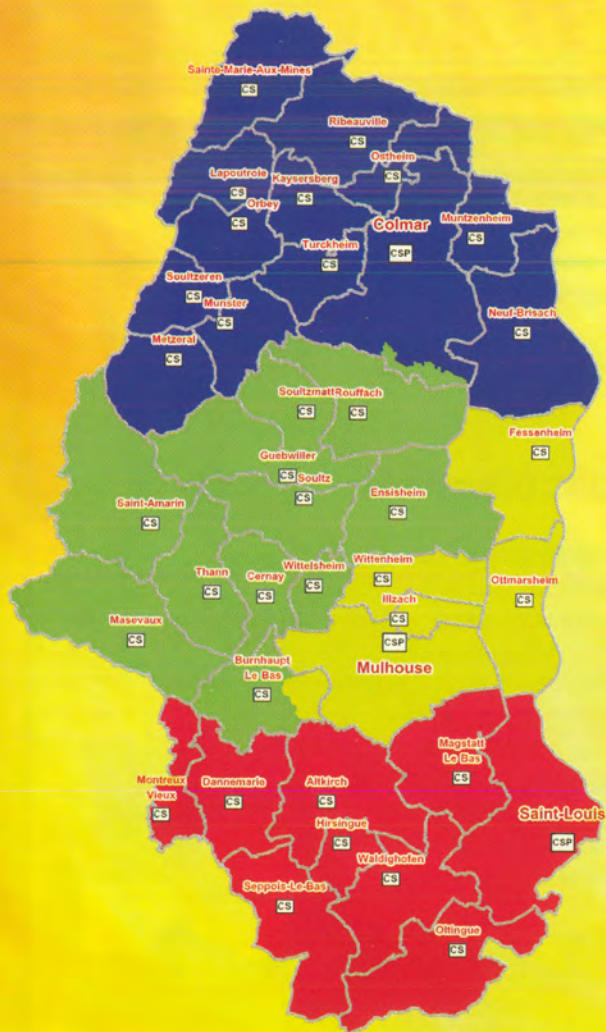 Sainte-Marie-Aux-Mines
CS
Ribeauville
CS
Ostheim
CS
Lapoutroie
CS
Kaysersberg
CS
Orbey
CS
Colmar
CSP
Muntzenheim
CS
Turckheim
CS
Soultzeren
CS
Munster
CS
Neuf-Brisach
CS
Metzeral
CS
Soultzmatt
CS
Rouffach
CS
Fessenheim
CS
Guebwiller
CS
Soultz
CS
Ensisheim
CS
Saint-Amarin
CS
Thann
CS
Cernay
CS
Wittelsheim
CS
Wittenheim
CS
Ottmarsheim
CS
Illzach
CS
Masevaux
CS
CSP
Mulhouse
Burnhaupt
Le Bas
CS
Magstatt
Le Bas
CS
Montreux
Vieux
CS
Dannemarie
CS
Altkirch
CS
Hirsingue
CS
Saint-Louis
CSP
Waldighofen
CS
Seppois-Le-Bas
CS
Oltingue
CS